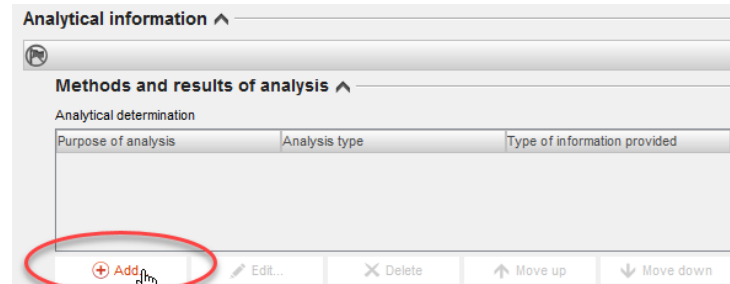 Analytical information
Methods and results of analysis
Analytical determination
Purpose of analysis Analysis type Type of information provided
Add... Edit... Delete Move up Move down